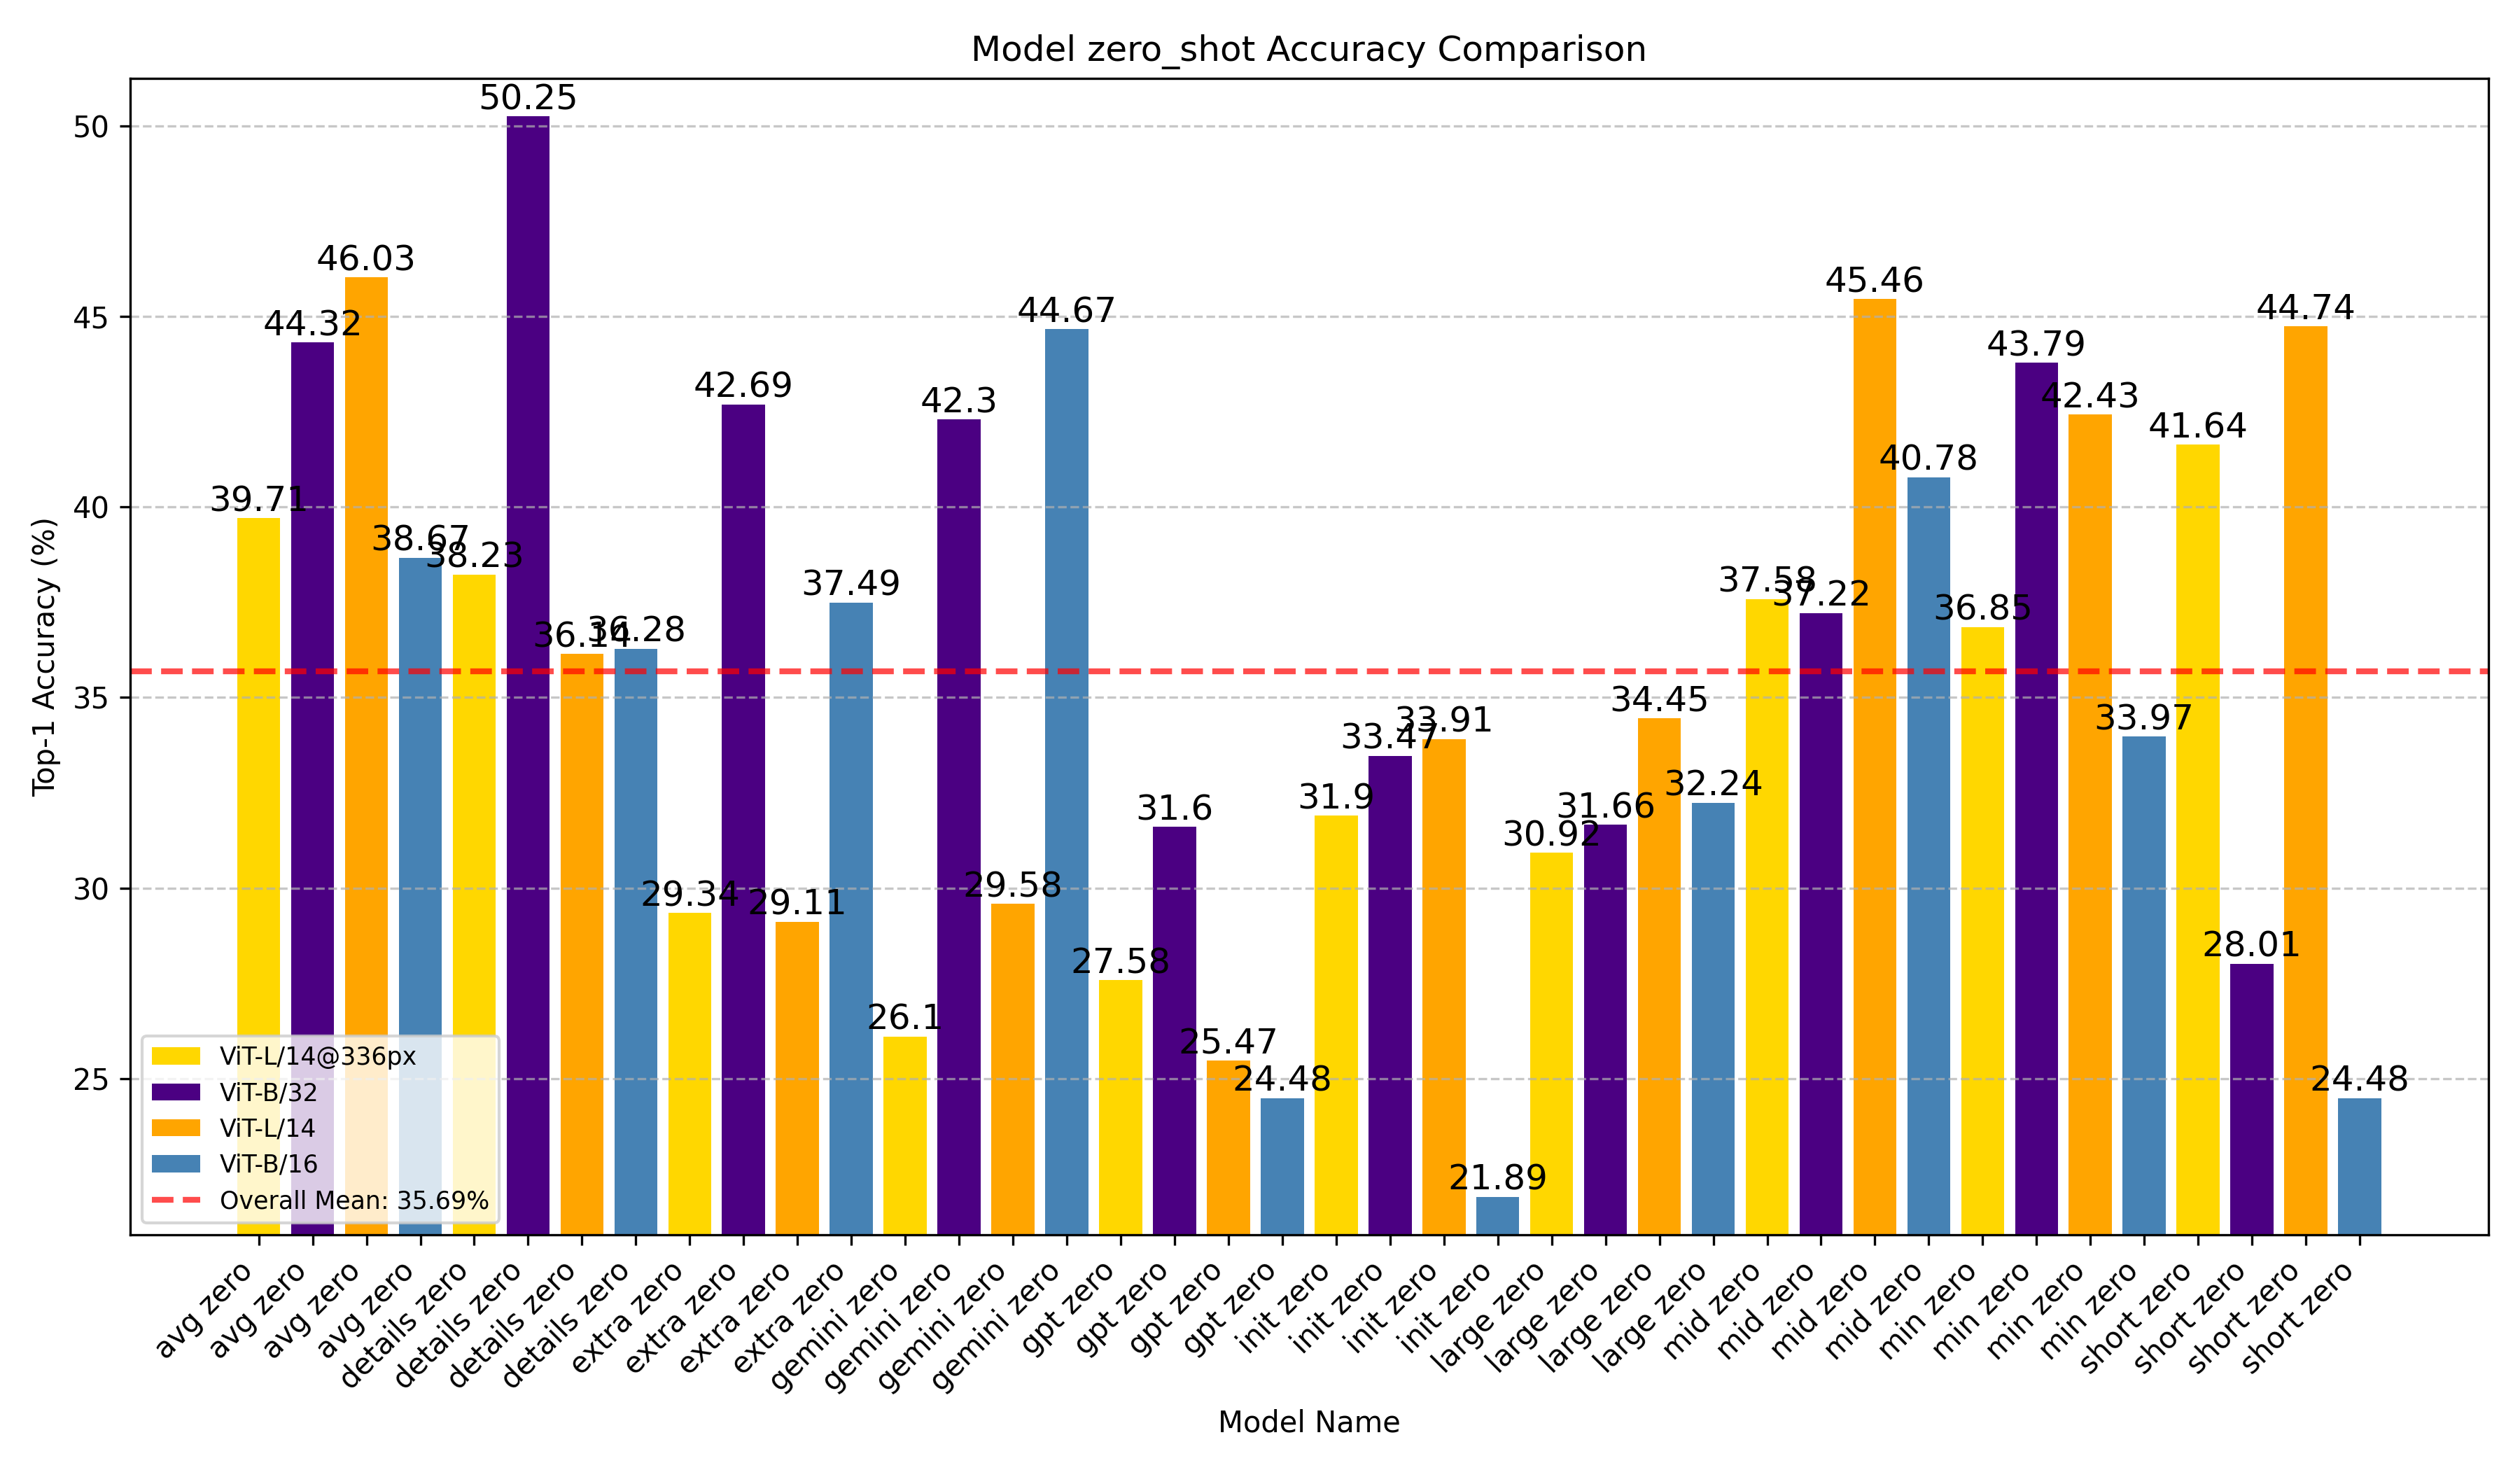 Model zero_shot Accuracy Comparison
Top-1 Accuracy (%)
50
45
40
35
30
25
39.71
44.32
46.03
38.67
38.23
50.25
36.14
36.28
29.34
42.69
29.11
37.49
26.1
42.3
29.58
44.67
27.58
31.6
25.47
24.48
31.9
33.47
33.91
21.89
30.92
31.66
34.45
32.24
37.58
37.22
45.46
40.78
36.85
43.79
42.43
33.97
41.64
28.01
44.74
24.48
ViT-L/14@336px
ViT-B/32
ViT-L/14
ViT-B/16
Overall Mean: 35.69%
avg zero
avg zero
avg zero
avg zero
details zero
details zero
details zero
details zero
extra zero
extra zero
extra zero
extra zero
gemini zero
gemini zero
gemini zero
gemini zero
gpt zero
gpt zero
gpt zero
gpt zero
init zero
init zero
init zero
init zero
large zero
large zero
large zero
large zero
mid zero
mid zero
mid zero
mid zero
min zero
min zero
min zero
min zero
short zero
short zero
short zero
short zero
Model Name